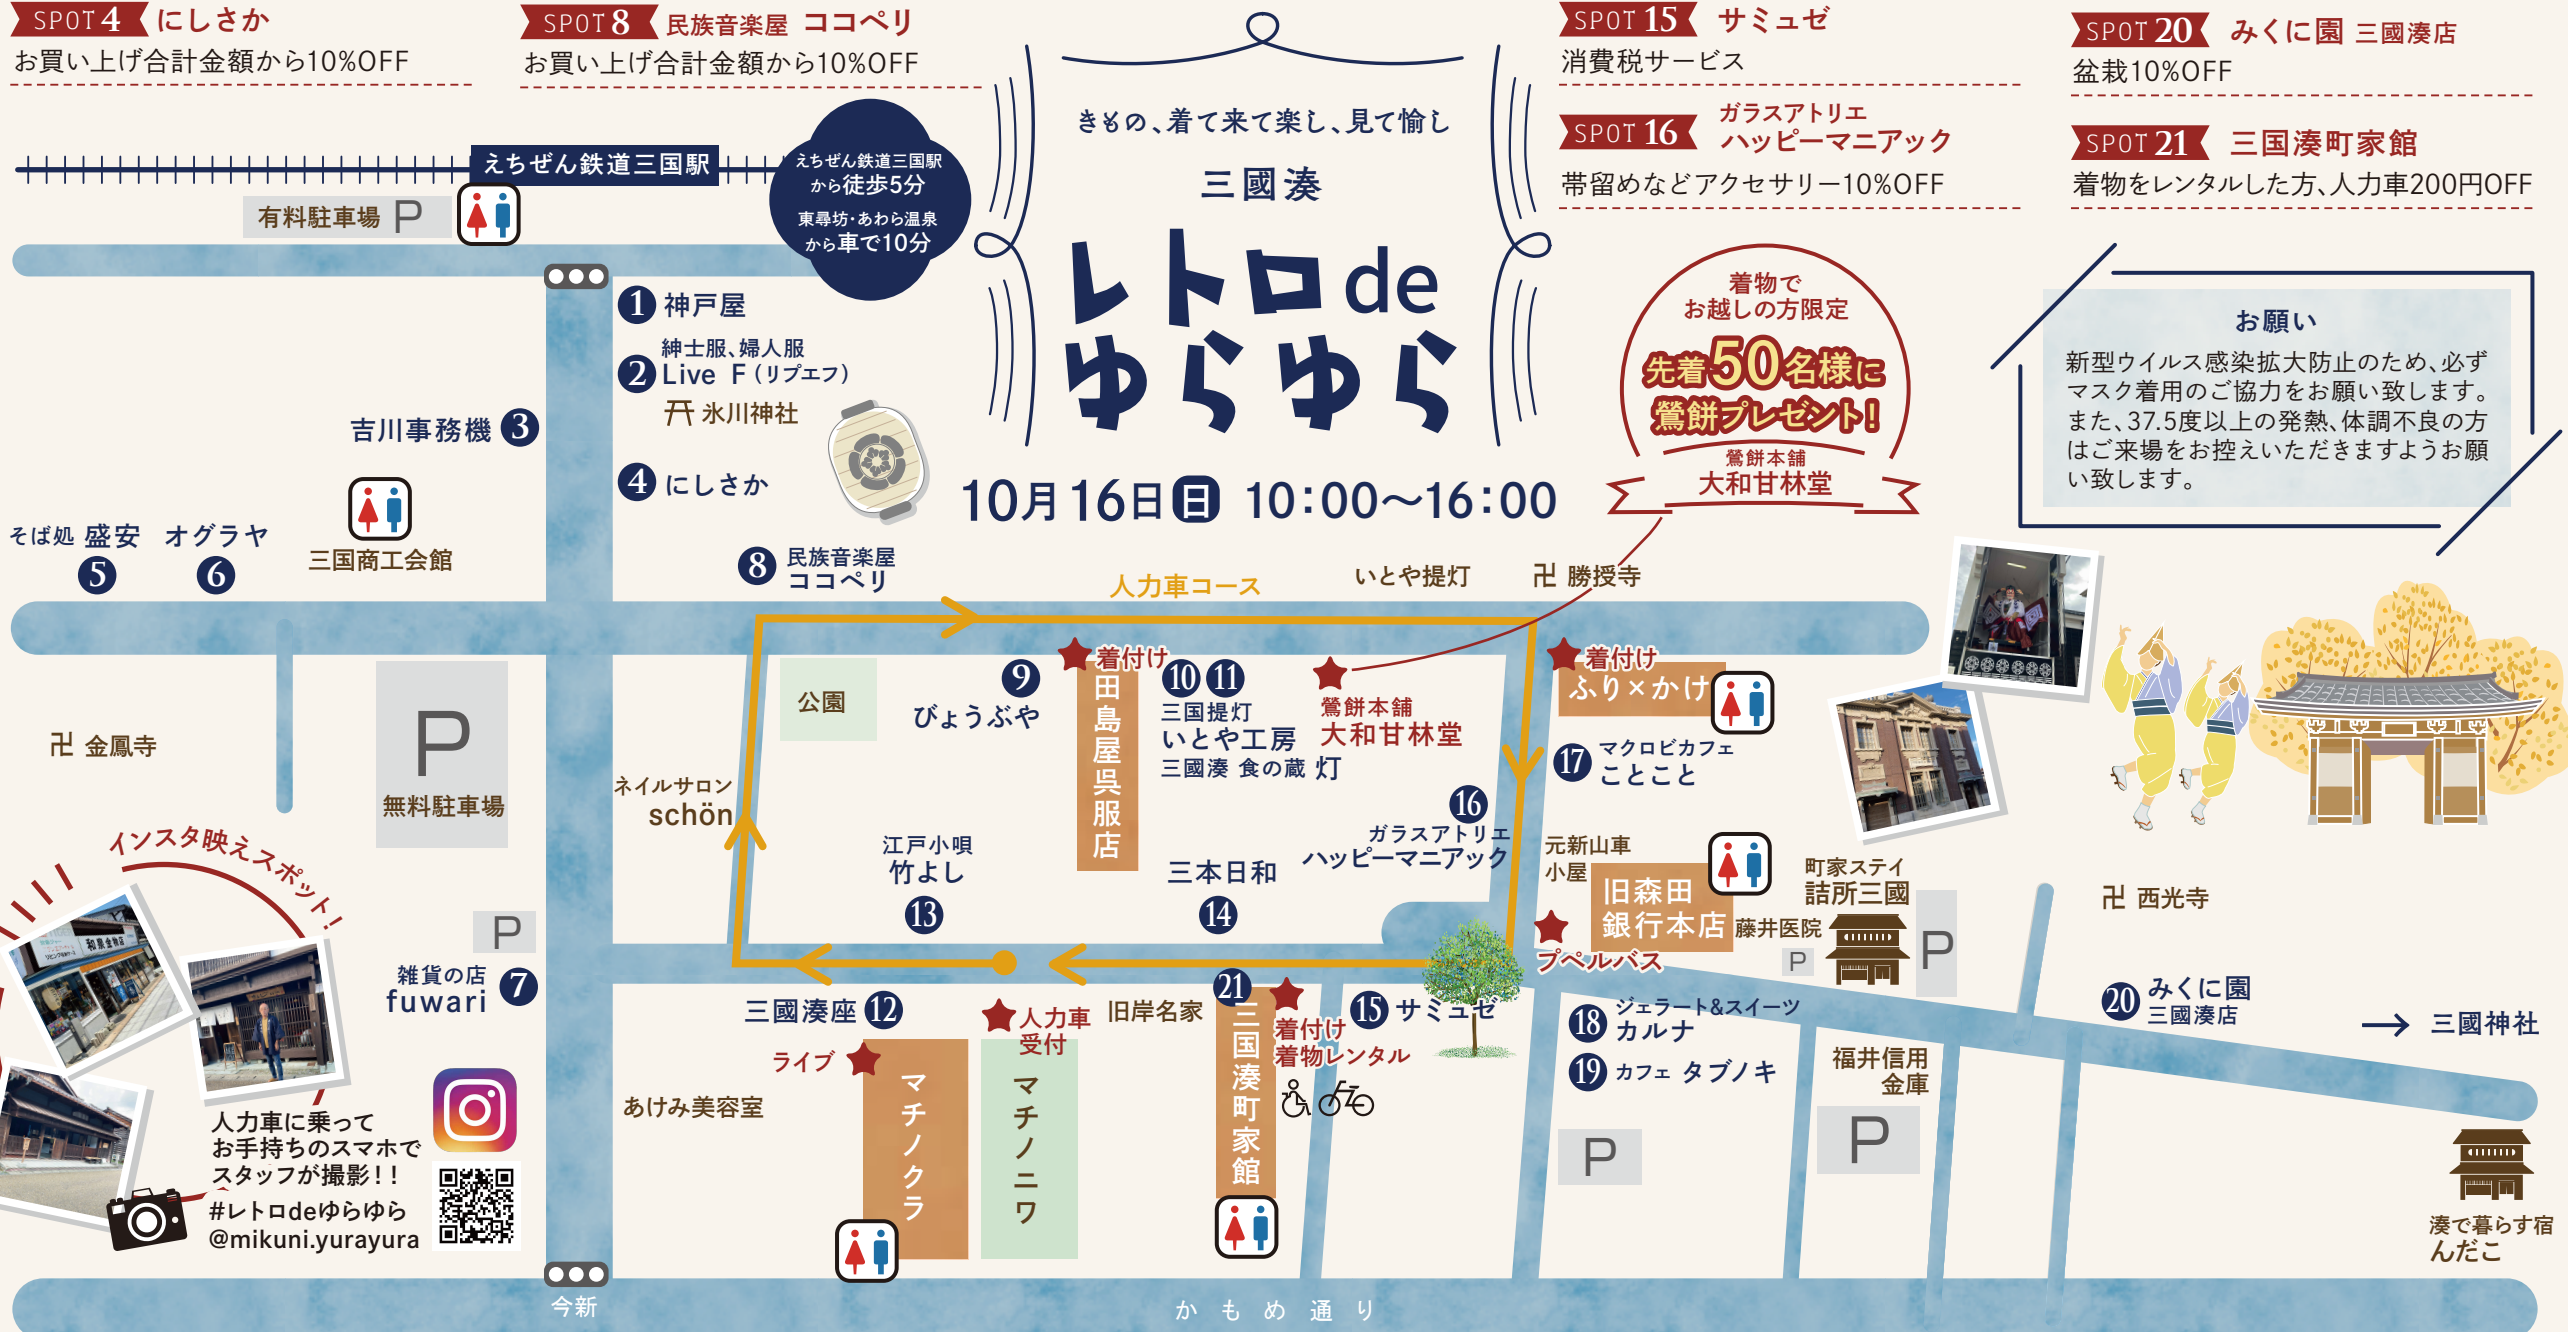 SPOT 4 にしさか
お買い上げ合計金額から10%OFF
SPOT 8 民族音楽屋 ココペリ
お買い上げ合計金額から10%OFF
きもの、着て来て楽し、見て愉し
三國湊
レトロde
ゆらゆら
10月16日日 10:00〜16:00
SPOT 15 サミュゼ
消費税サービス
SPOT 16 ガラスアトリエ
ハッピーマニアック
帯留めなどアクセサリー10%OFF
SPOT 20 みくに園 三國湊店
盆栽10%OFF
SPOT 21 三国湊町家館
着物をレンタルした方、人力車200円OFF
えちぜん鉄道三国駅
えちぜん鉄道三国駅
から徒歩5分
東尋坊・あわら温泉
から車で10分
有料駐車場 P
着物で
お越しの方限定
先着50名様に
鶯餅プレゼント!
鶯餅本舗
大和甘林堂
お願い
新型ウイルス感染拡大防止のため、必ず
マスク着用のご協力をお願い致します。
また、37.5度以上の発熱、体調不良の方
はご来場をお控えいただきますようお願
い致します。
1 神戸屋
紳士服、婦人服
2 Live F（リブエフ）
氷川神社
吉川事務機 3
4 にしさか
そば処 盛安
5
オグラヤ
6
三国商工会館
8 民族音楽屋
ココペリ
人力車コース
いとや提灯
卍 勝授寺
公園
9
びょうぶや
着付け
田島屋呉服店
10 11
三国提灯
いとや工房
三國湊 食の蔵 灯
鶯餅本舗
大和甘林堂
着付け
ふり×かけ
17 マクロビカフェ
ことこと
卍 金鳳寺
P
無料駐車場
ネイルサロン
schön
16
ガラスアトリエ
ハッピーマニアック
江戸小唄
竹よし
13
三本日和
14
元新山車
小屋
旧森田
銀行本店
藤井医院
町家ステイ
詰所三國
P
P
卍 西光寺
プペルバス
インスタ映えスポット!
和泉金物店
P
雑貨の店
fuwari 7
三國湊座 12
ライブ
マチノクラ
人力車
受付
マチノニワ
旧岸名家
21
三国湊町家館
着付け
着物レンタル
15 サミュゼ
18 ジェラート&スイーツ
カルナ
19 カフェ タブノキ
福井信用
金庫
P
P
20 みくに園
三國湊店
→ 三國神社
あけみ美容室
人力車に乗って
お手持ちのスマホで
スタッフが撮影!!
#レトロdeゆらゆら
@mikuni.yurayura
湊で暮らす宿
んだこ
今新
かもめ通り